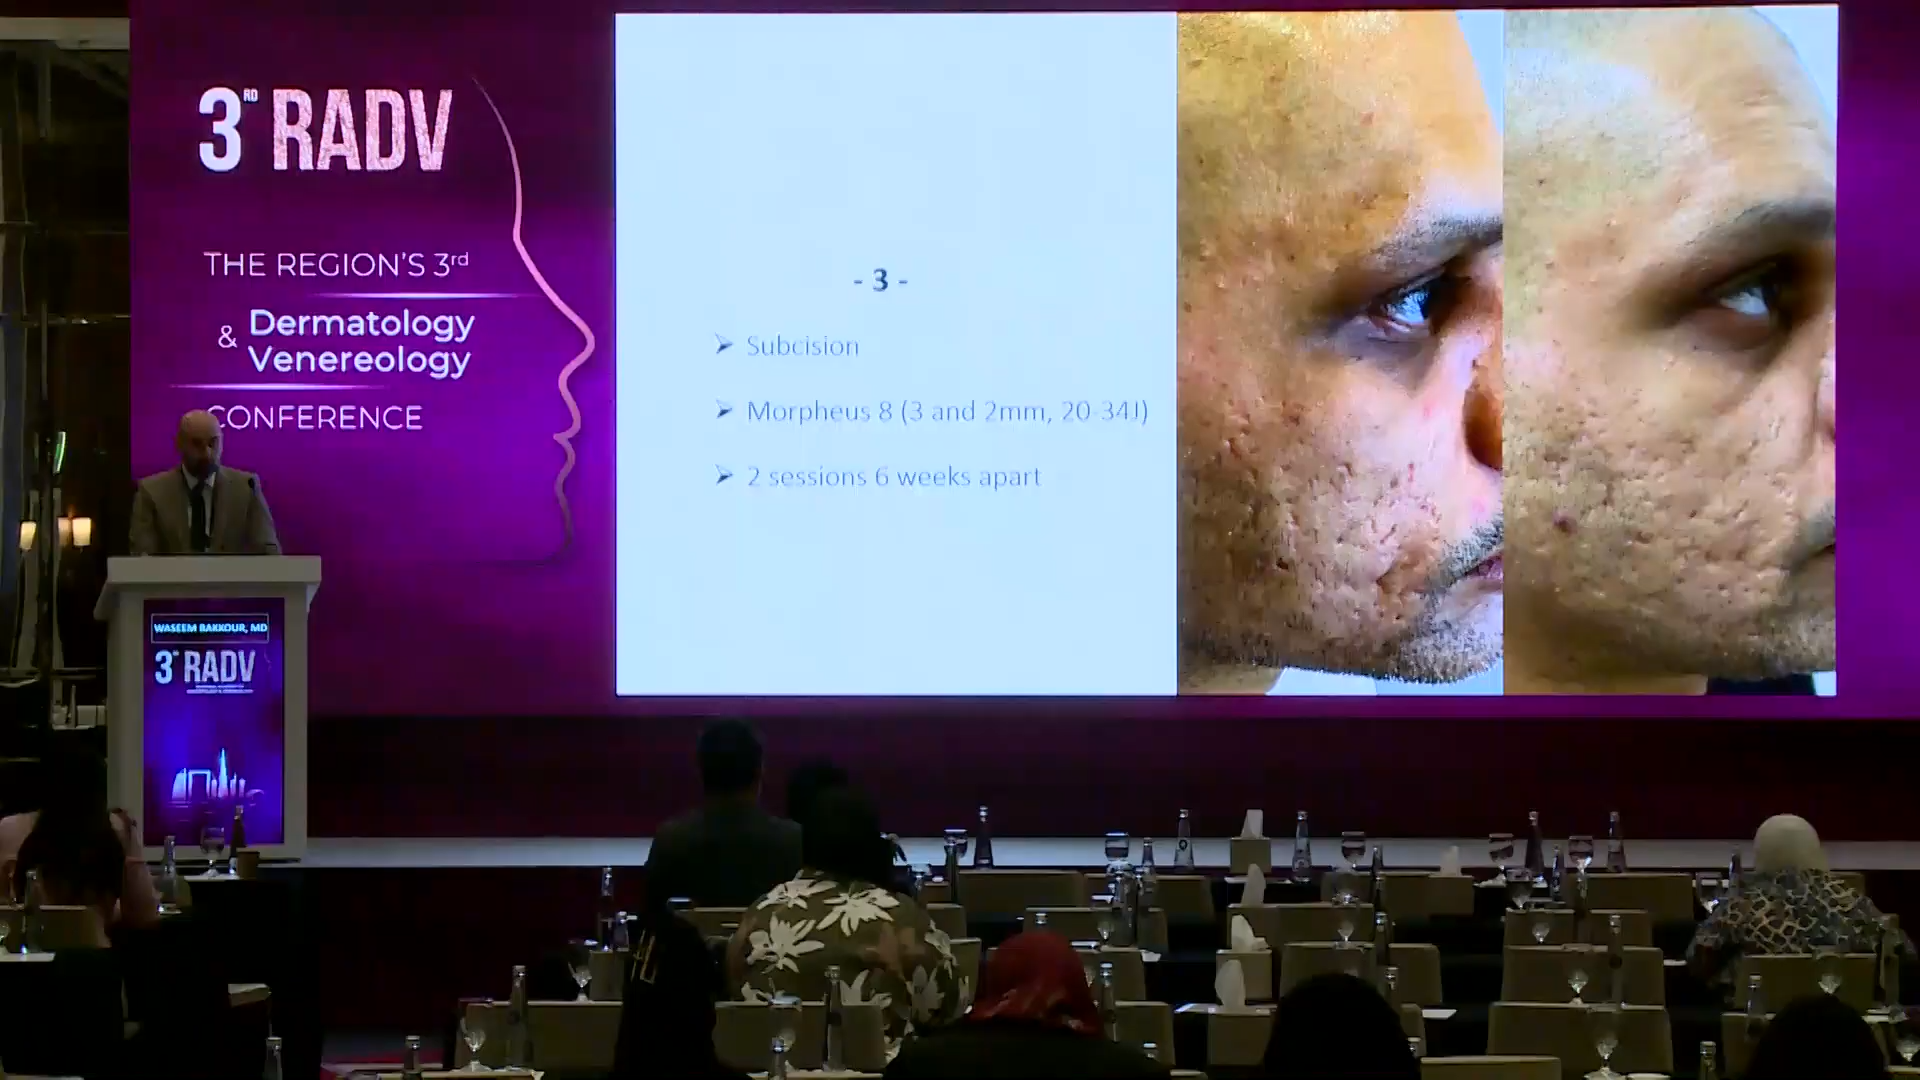 3RD RADV
THE REGION'S 3rd
& Dermatology
Venereology
CONFERENCE
- 3 -
➢ Subcision
➢ Morpheus 8 (3 and 2mm, 20-34J)
➢ 2 sessions 6 weeks apart
WASEEM BAKKOUR, MD
3RD RADV